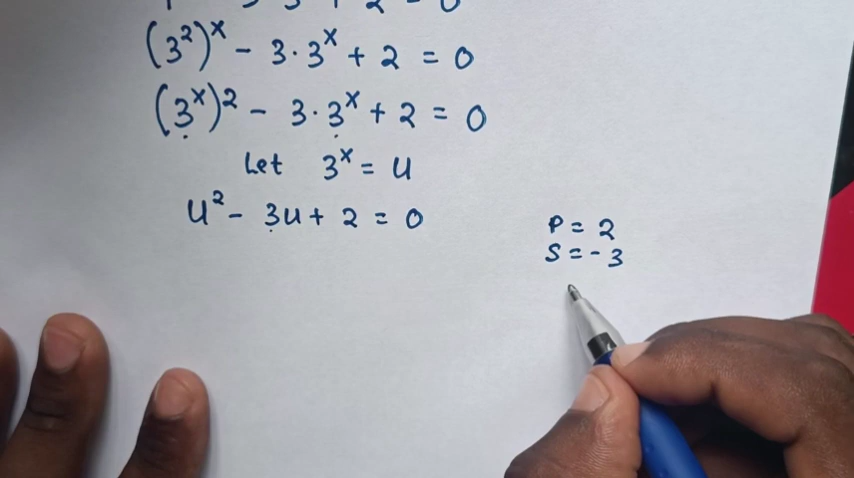 (3²)ˣ - 3·3ˣ + 2 = 0
(3ˣ)² - 3·3ˣ + 2 = 0
Let 3ˣ = u
u² - 3u + 2 = 0
P = 2
S = -3